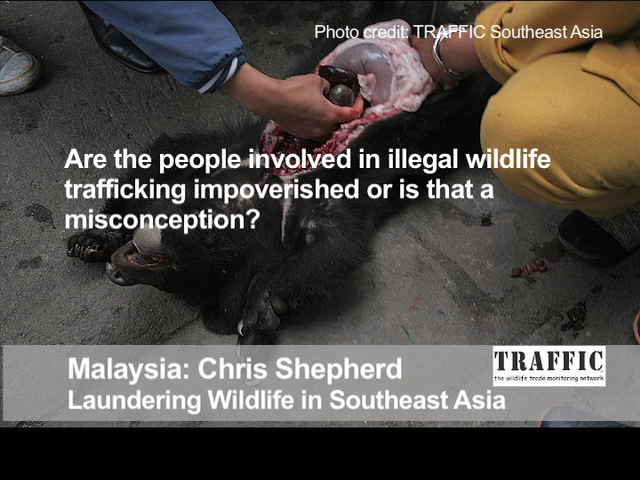 Photo credit: TRAFFIC Southeast Asia
Are the people involved in illegal wildlife
trafficking impoverished or is that a
misconception?
Malaysia: Chris Shepherd
Laundering Wildlife in Southeast Asia
TRAFFIC
the wildlife trade monitoring network